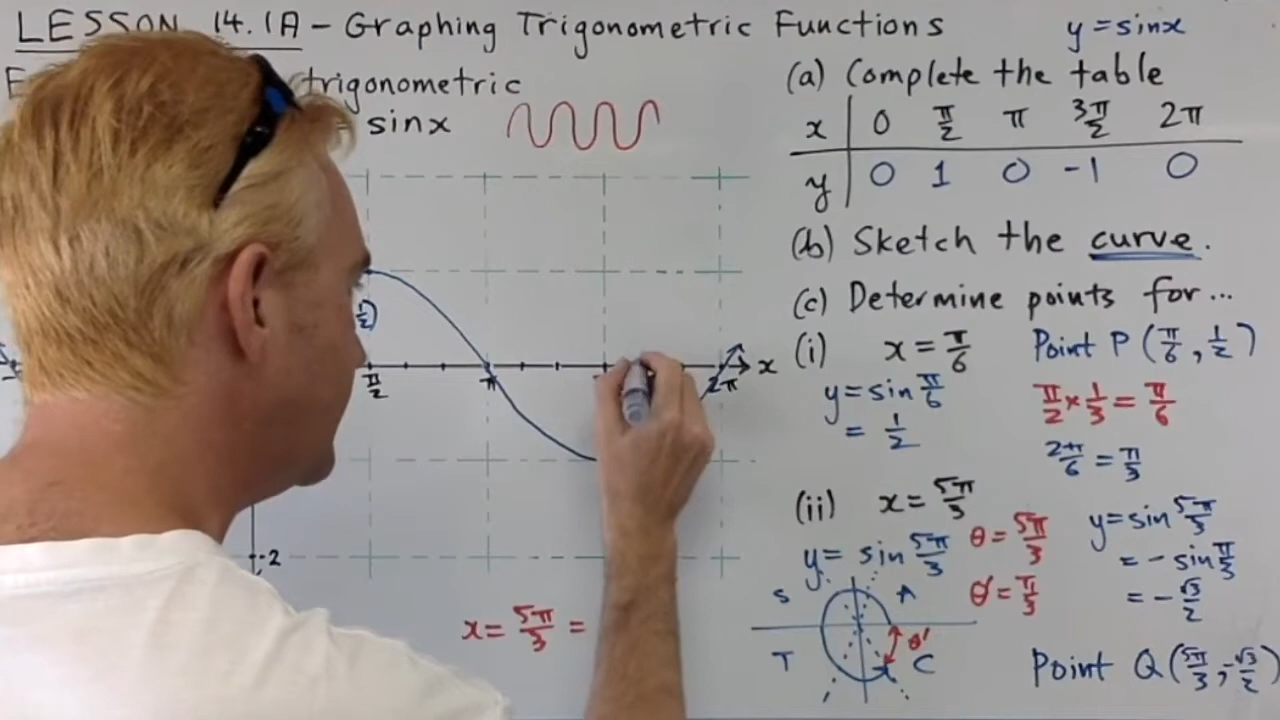 LESSON 14.1A - Graphing Trigonometric Functions
trigonometric
sinx
-2
π/2
π
2π
x
x = 5π/3 =
y = sinx
(a) Complete the table
x 0 π/2 π 3π/2 2π
y 0 1 0 -1 0
(b) Sketch the curve.
(c) Determine points for...
(i) x = π/6 Point P (π/6, 1/2)
y = sin π/6
= 1/2
π/2 × 1/3 = π/6
2π/6 = π/3
(ii) x = 5π/3
y = sin 5π/3
θ = 5π/3
θ' = π/3
S A
T C
θ'
y = sin 5π/3
= - sin π/3
= - √3/2
Point Q (5π/3, -√3/2)